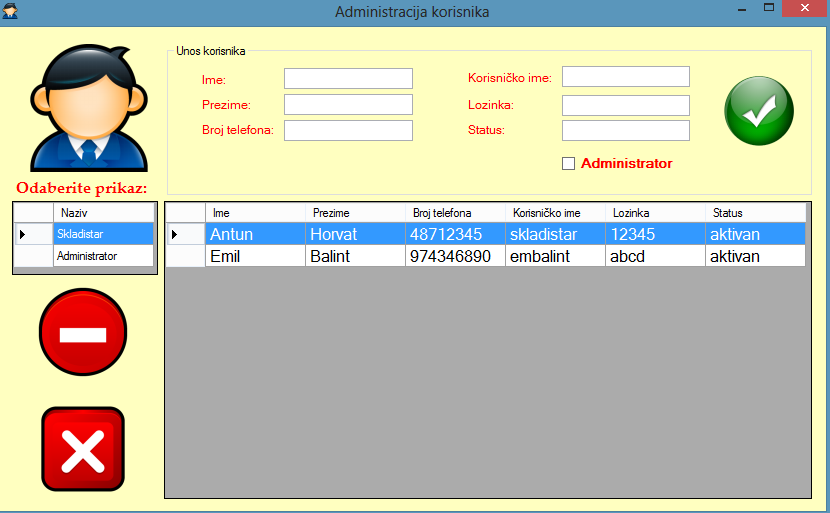 Administracija korisnika
Unos korisnika
Ime: Korisničko ime:
Prezime: Lozinka:
Broj telefona: Status:
Administrator
Odaberite prikaz:
Naziv
Skladistar
Administrator
Ime Prezime Broj telefona Korisničko ime Lozinka Status
Antun Horvat 48712345 skladistar 12345 aktivan
Emil Balint 974346890 embalint abcd aktivan